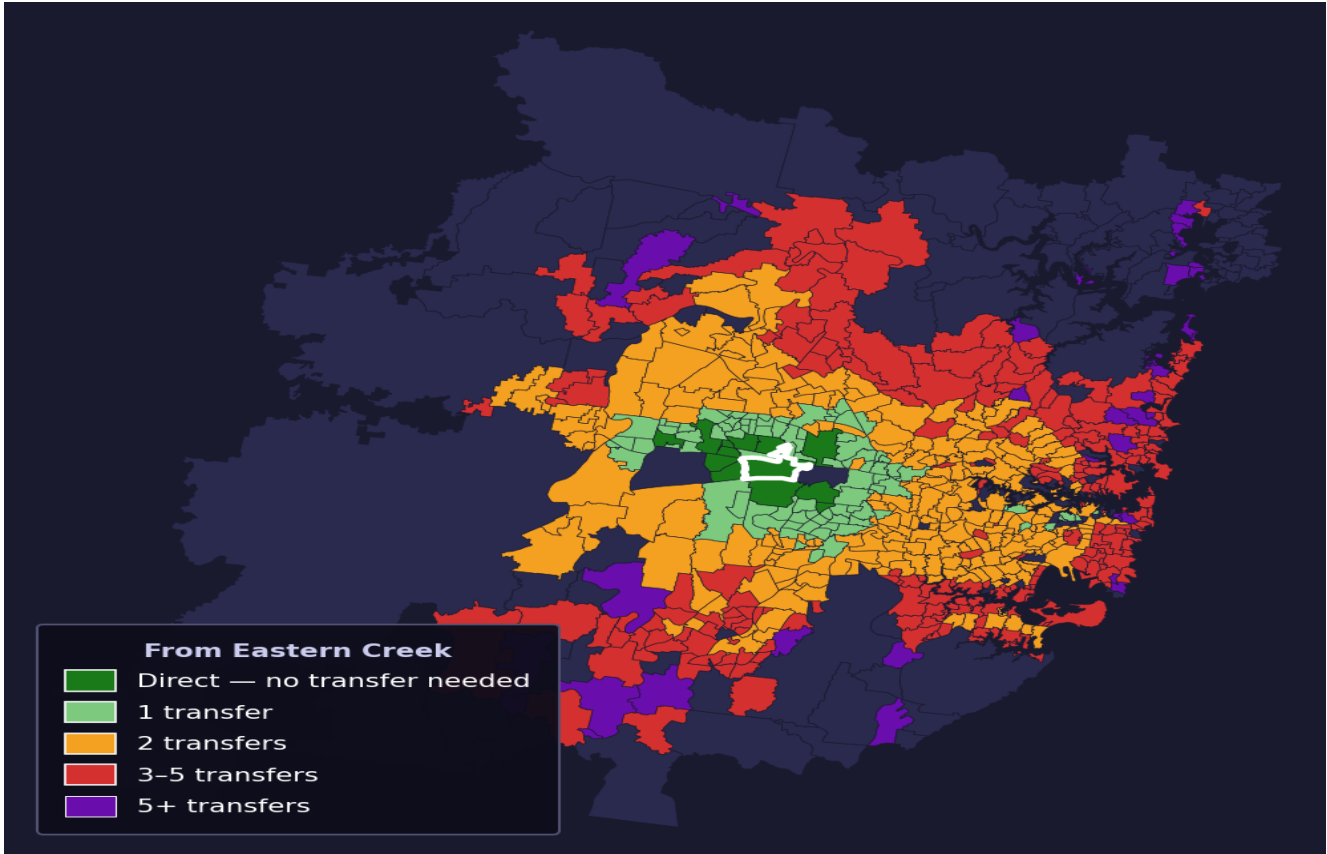 From Eastern Creek
Direct — no transfer needed
1 transfer
2 transfers
3–5 transfers
5+ transfers